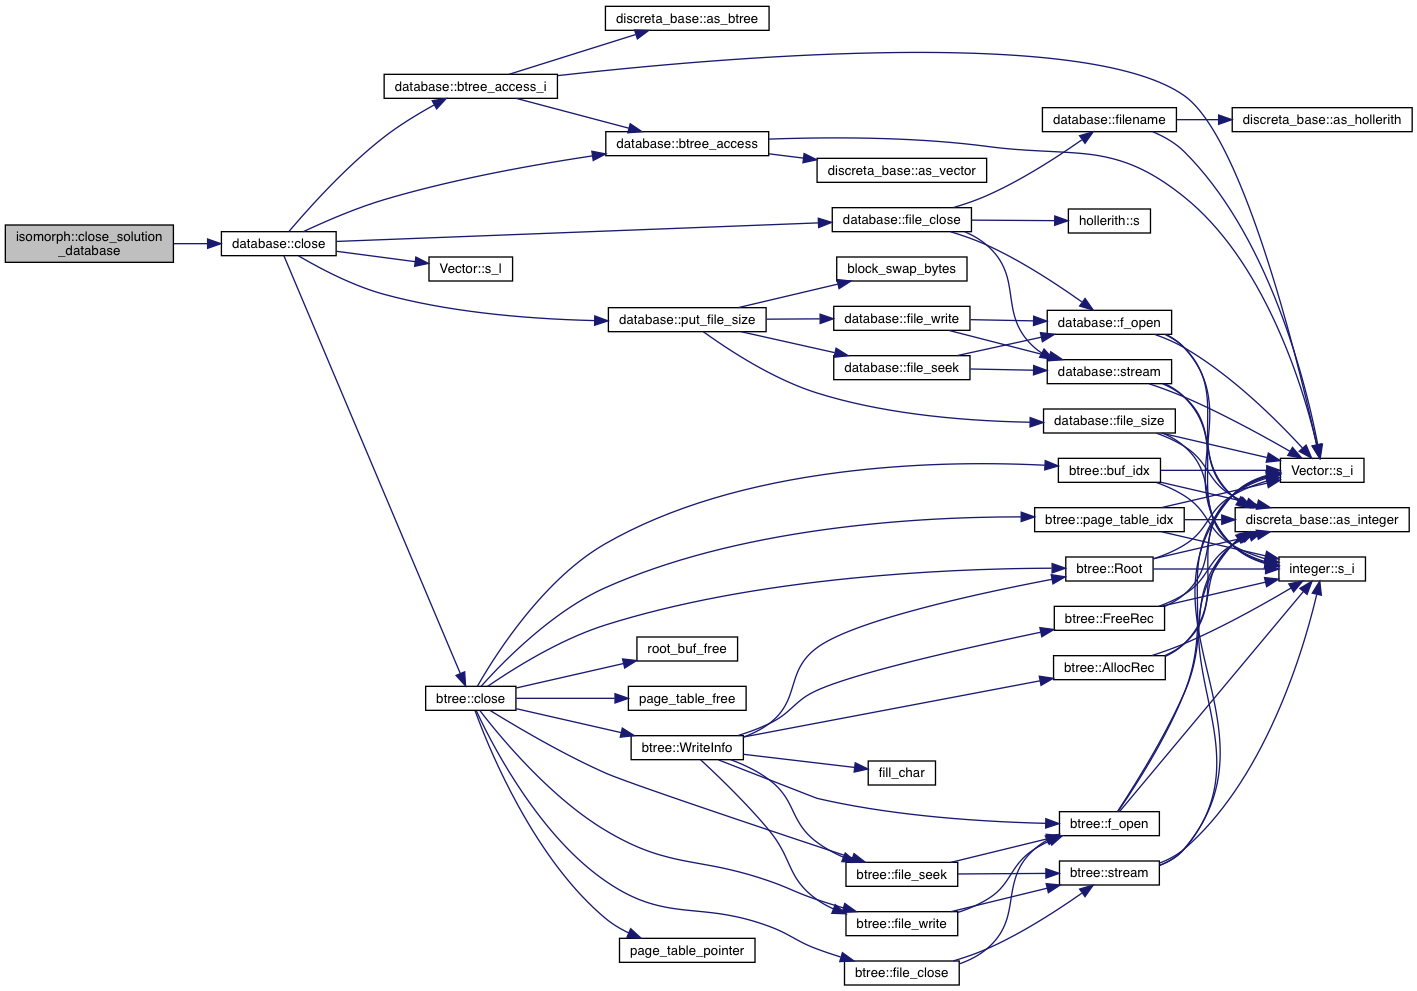 discreta_base::as_btree
database::btree_access_i
database::filename
discreta_base::as_hollerith
database::btree_access
discreta_base::as_vector
database::file_close
hollerith::s
isomorph::close_solution
_database
database::close
Vector::s_l
block_swap_bytes
database::put_file_size
database::file_write
database::f_open
database::file_seek
database::stream
database::file_size
btree::buf_idx
Vector::s_i
btree::page_table_idx
discreta_base::as_integer
btree::Root
integer::s_i
btree::FreeRec
root_buf_free
btree::AllocRec
btree::close
page_table_free
btree::WriteInfo
fill_char
btree::f_open
btree::file_seek
btree::stream
btree::file_write
page_table_pointer
btree::file_close